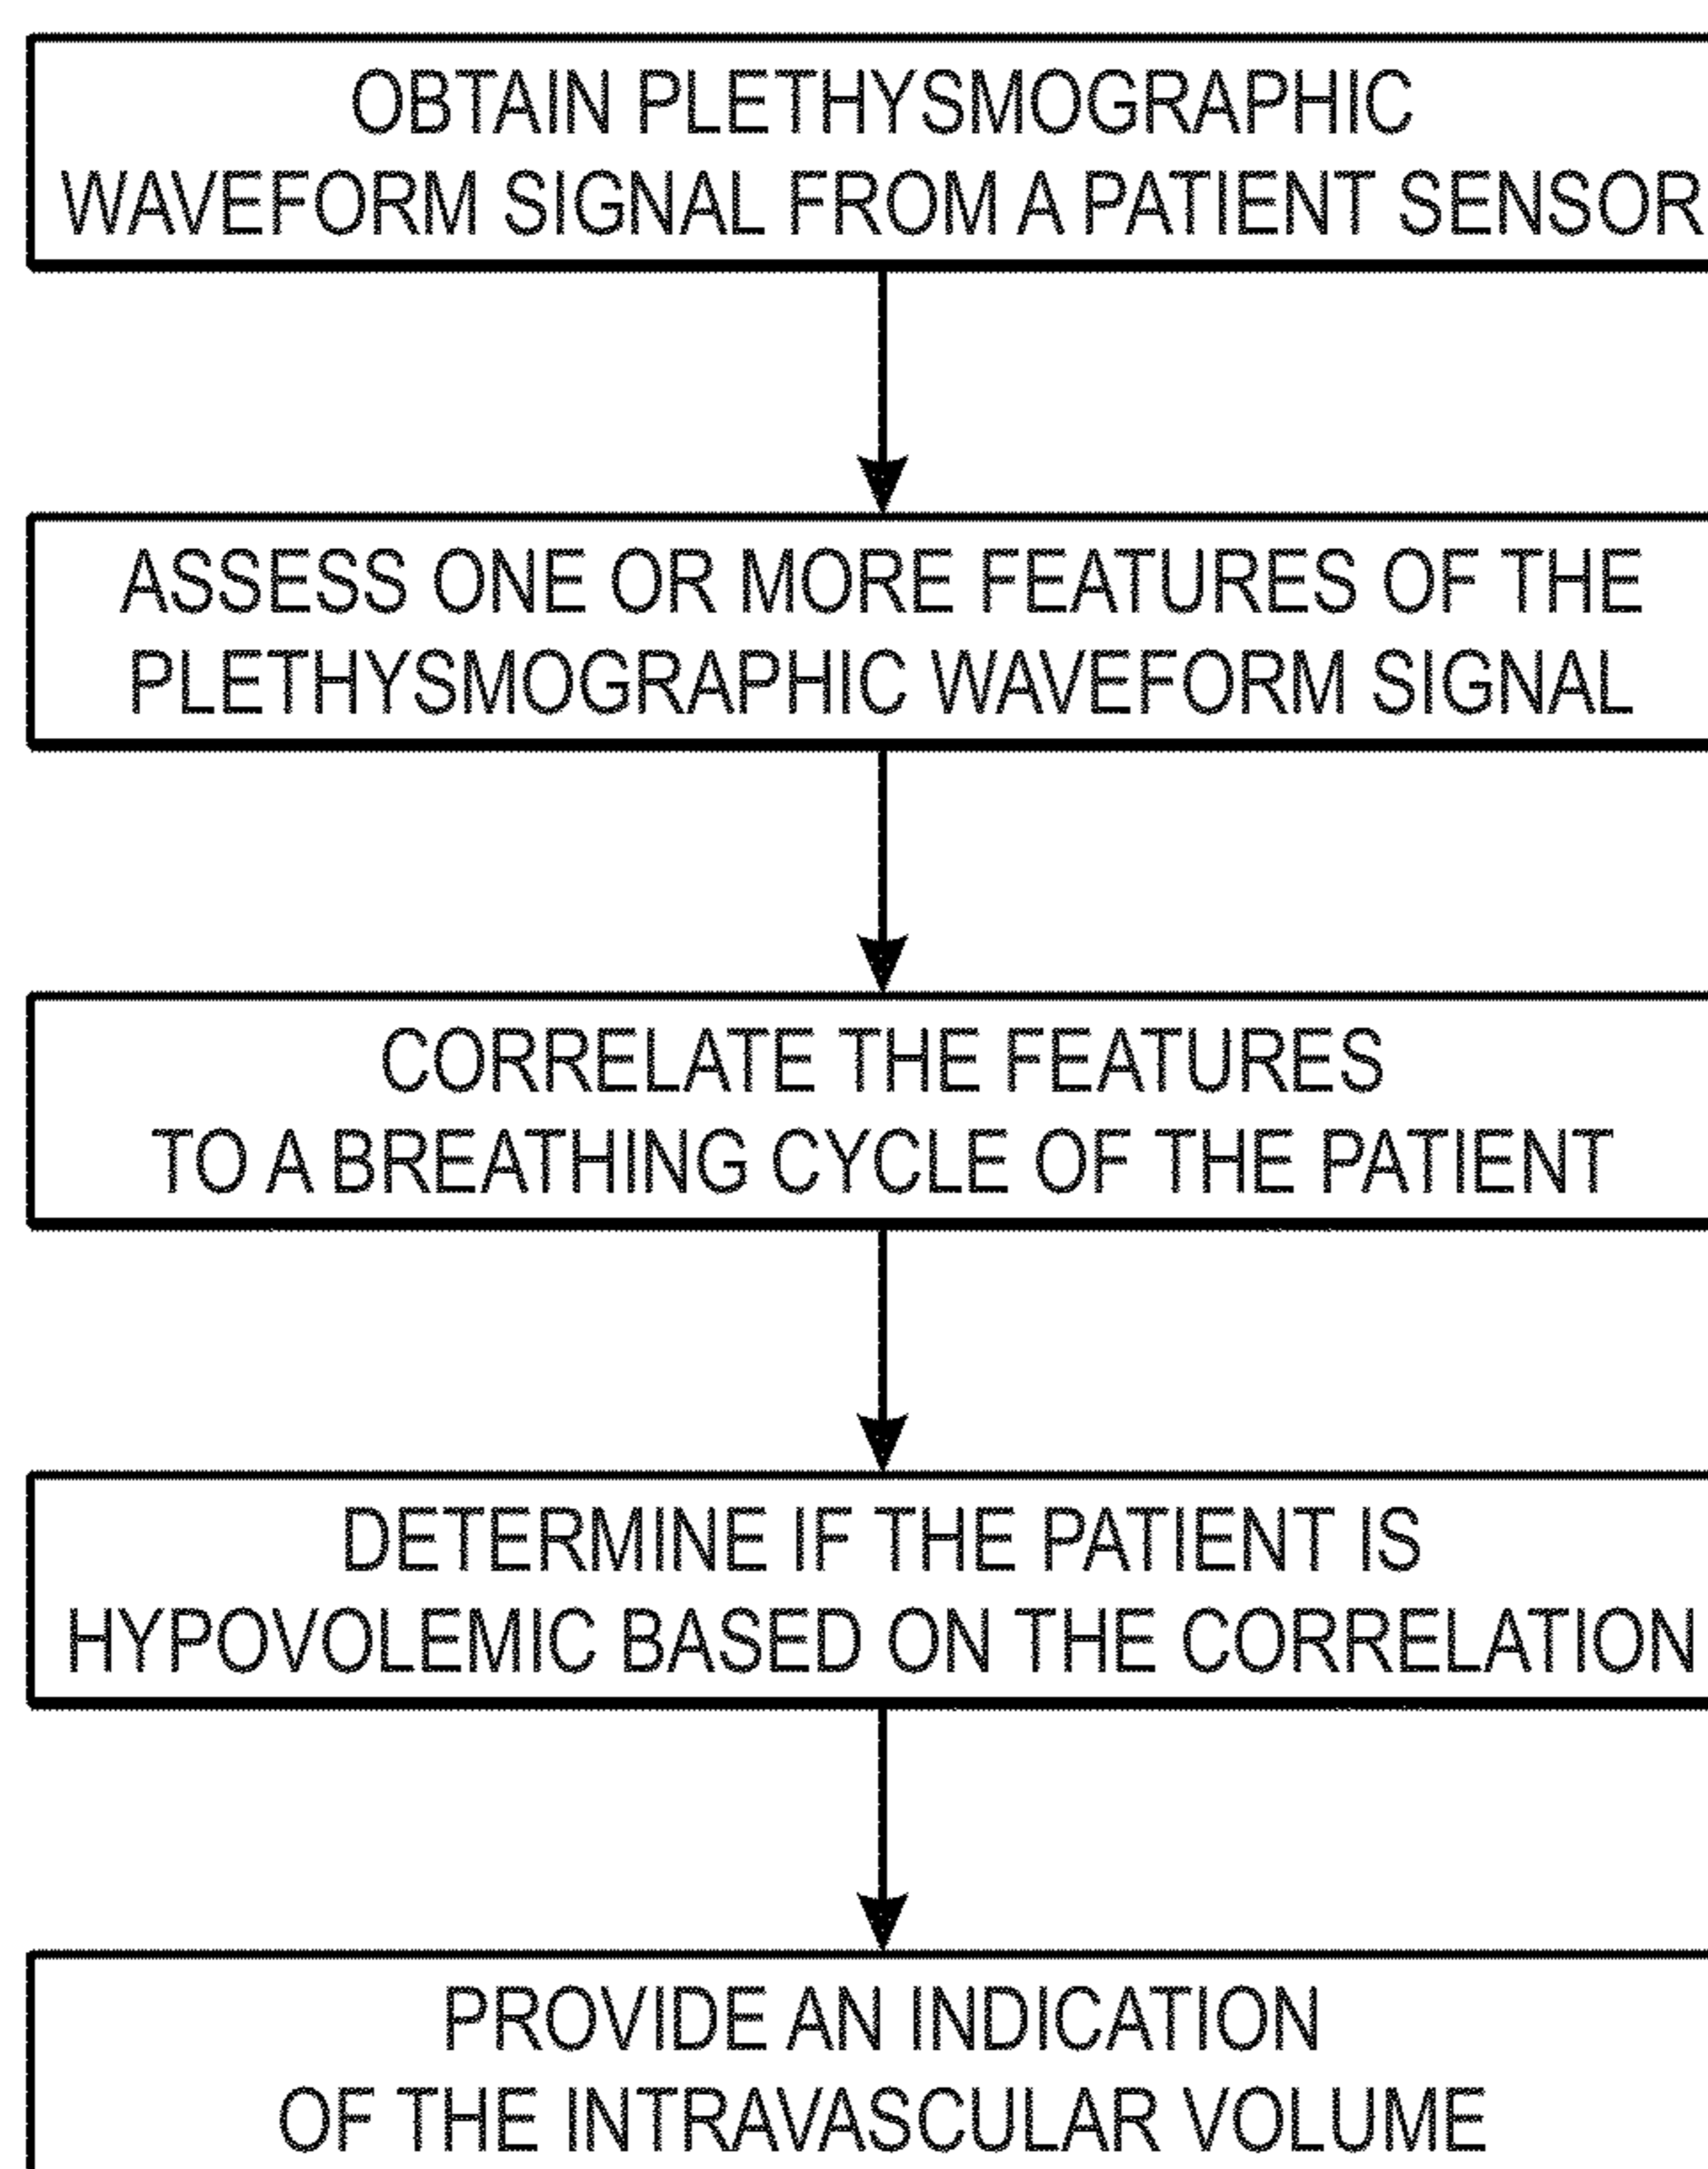 OBTAIN PLETHYSMOGRAPHIC
WAVEFORM SIGNAL FROM A PATIENT SENSOR
ASSESS ONE OR MORE FEATURES OF THE
PLETHYSMOGRAPHIC WAVEFORM SIGNAL
CORRELATE THE FEATURES
TO A BREATHING CYCLE OF THE PATIENT
DETERMINE IF THE PATIENT IS
HYPOVOLEMIC BASED ON THE CORRELATION
PROVIDE AN INDICATION
OF THE INTRAVASCULAR VOLUME